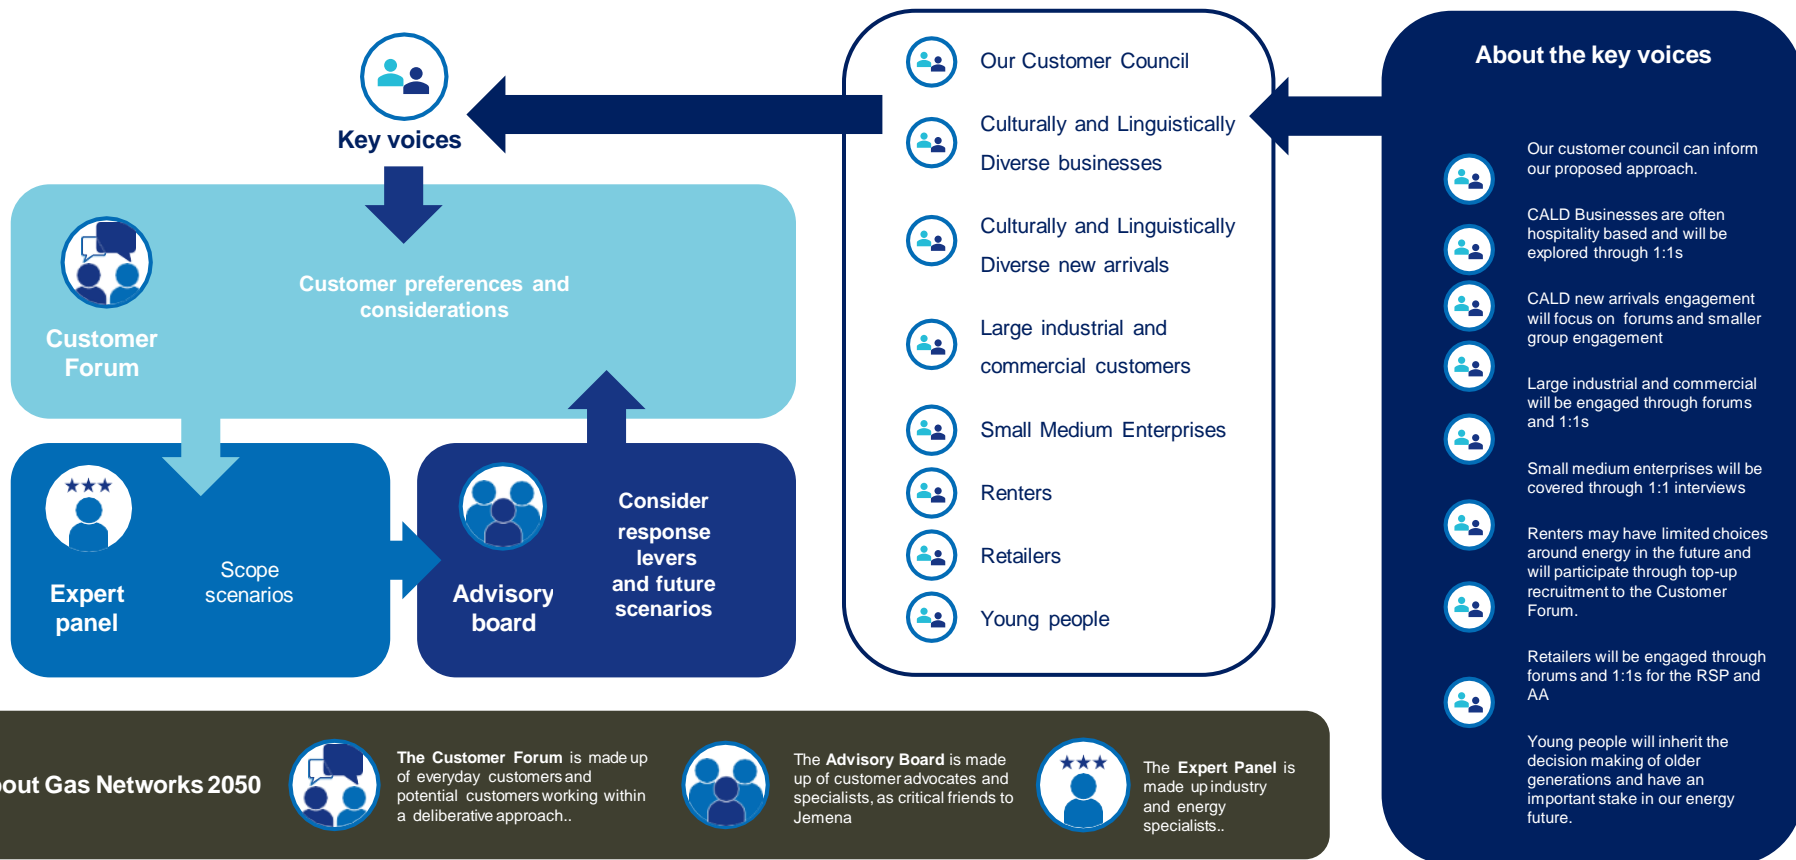 Key voices
Customer
Forum
Customer preferences and
considerations
Expert
panel
Scope
scenarios
Advisory
board
Consider
response
levers
and future
scenarios
Our Customer Council
Culturally and Linguistically
Diverse businesses
Culturally and Linguistically
Diverse new arrivals
Large industrial and
commercial customers
Small Medium Enterprises
Renters
Retailers
Young people
About the key voices
Our customer council can inform
our proposed approach.
CALD Businesses are often
hospitality based and will be
explored through 1:1s
CALD new arrivals engagement
will focus on forums and smaller
group engagement
Large industrial and commercial
will be engaged through forums
and 1:1s
Small medium enterprises will be
covered through 1:1 interviews
Renters may have limited choices
around energy in the future and
will participate through top-up
recruitment to the Customer
Forum.
Retailers will be engaged through
forums and 1:1s for the RSP and
AA
Young people will inherit the
decision making of older
generations and have an
important stake in our energy
future.
out Gas Networks 2050
The Customer Forum is made up
of everyday customers and
potential customers working within
a deliberative approach..
The Advisory Board is made
up of customer advocates and
specialists, as critical friends to
Jemena
The Expert Panel is
made up industry
and energy
specialists..